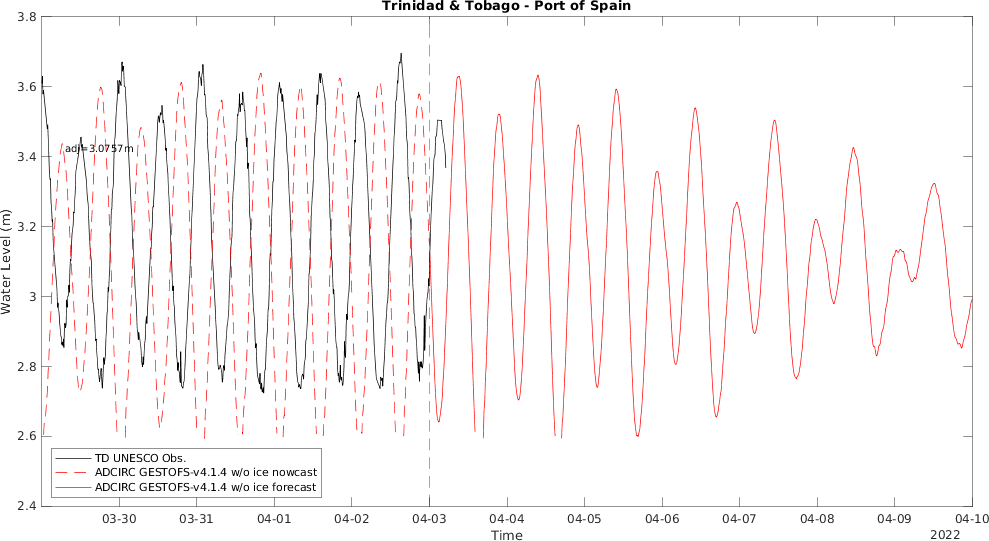 Trinidad & Tobago - Port of Spain
3.8
3.6
3.4
3.2
3
2.8
2.6
2.4
Water Level (m)
adj=3.0757m
TD UNESCO Obs.
ADCIRC GESTOFS-v4.1.4 w/o ice nowcast
ADCIRC GESTOFS-v4.1.4 w/o ice forecast
03-30 03-31 04-01 04-02 04-03 04-04 04-05 04-06 04-07 04-08 04-09 04-10
Time
2022